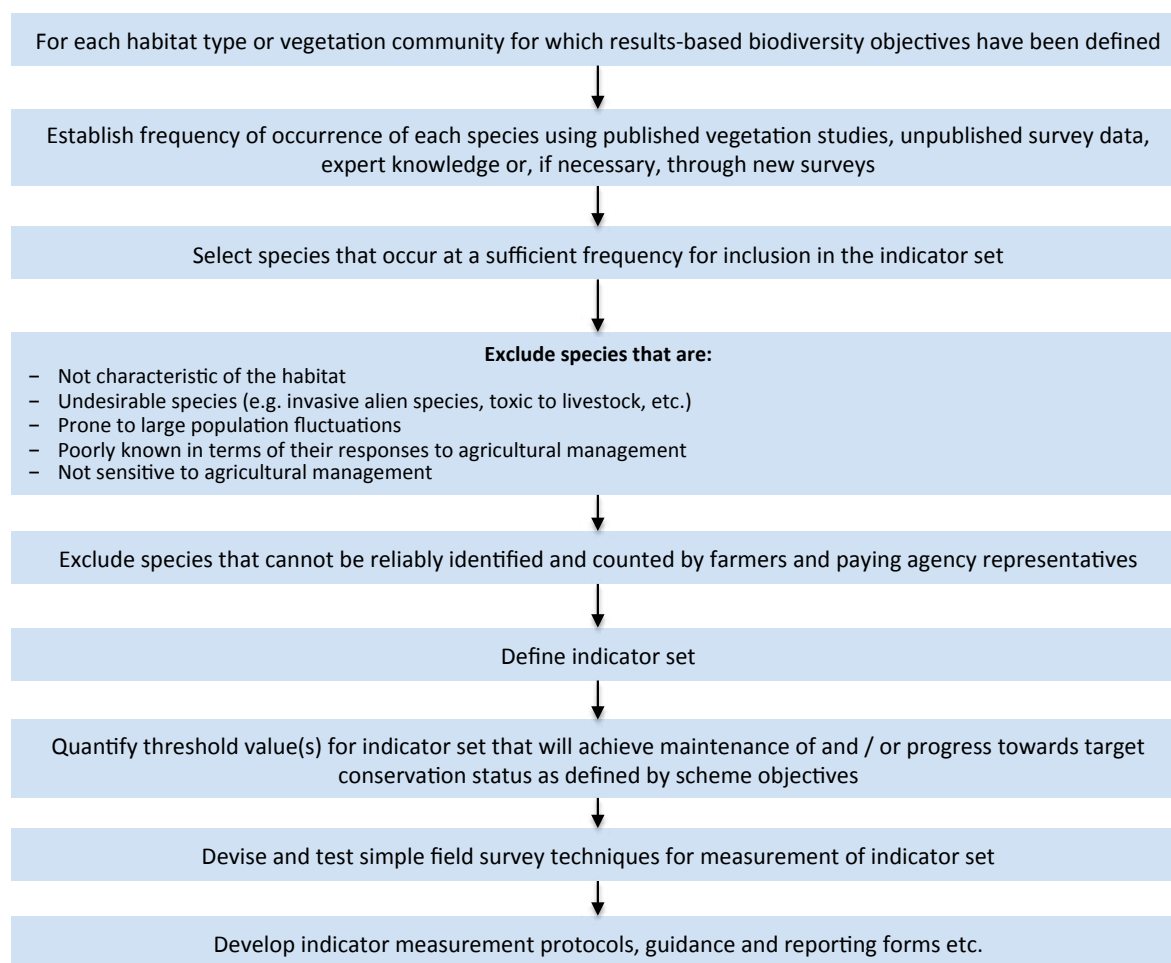 For each habitat type or vegetation community for which results-based biodiversity objectives have been defined
Establish frequency of occurrence of each species using published vegetation studies, unpublished survey data,
expert knowledge or, if necessary, through new surveys
Select species that occur at a sufficient frequency for inclusion in the indicator set
Exclude species that are:
– Not characteristic of the habitat
– Undesirable species (e.g. invasive alien species, toxic to livestock, etc.)
– Prone to large population fluctuations
– Poorly known in terms of their responses to agricultural management
– Not sensitive to agricultural management
Exclude species that cannot be reliably identified and counted by farmers and paying agency representatives
Define indicator set
Quantify threshold value(s) for indicator set that will achieve maintenance of and / or progress towards target
conservation status as defined by scheme objectives
Devise and test simple field survey techniques for measurement of indicator set
Develop indicator measurement protocols, guidance and reporting forms etc.